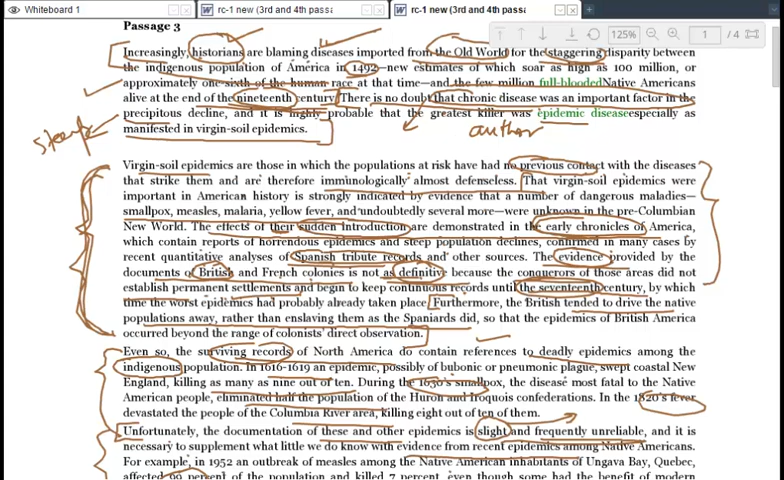 Whiteboard 1
rc-1 new (3rd and 4th pass:
rc-1 new (3rd and 4th pass:
125%
1
/ 4
Passage 3
Increasingly, historians are blaming diseases imported from the Old World for the staggering disparity between
the indigenous population of America in 1492—new estimates of which soar as high as 100 million, or
approximately one-sixth of the human race at that time—and the few million full-bloodedNative Americans
alive at the end of the nineteenth century. There is no doubt that chronic disease was an important factor in the
precipitous decline, and it is highly probable that the greatest killer was epidemic diseaseespecially as
manifested in virgin-soil epidemics.
author
Virgin-soil epidemics are those in which the populations at risk have had no previous contact with the diseases
that strike them and are therefore immunologically almost defenseless. That virgin-soil epidemics were
important in American history is strongly indicated by evidence that a number of dangerous maladies—
smallpox, measles, malaria, yellow fever, and undoubtedly several more—were unknown in the pre-Columbian
New World. The effects of their sudden introduction are demonstrated in the early chronicles of America,
which contain reports of horrendous epidemics and steep population declines, confirmed in many cases by
recent quantitative analyses of Spanish tribute records and other sources. The evidence provided by the
documents of British and French colonies is not as definitive because the conquerors of those areas did not
establish permanent settlements and begin to keep continuous records until the seventeenth century, by which
time the worst epidemics had probably already taken place. Furthermore, the British tended to drive the native
populations away, rather than enslaving them as the Spaniards did, so that the epidemics of British America
occurred beyond the range of colonists' direct observation.
Even so, the surviving records of North America do contain references to deadly epidemics among the
indigenous population. In 1616-1619 an epidemic, possibly of bubonic or pneumonic plague, swept coastal New
England, killing as many as nine out of ten. During the 1630's smallpox, the disease most fatal to the Native
American people, eliminated half the population of the Huron and Iroquois confederations. In the 1820's fever
devastated the people of the Columbia River area, killing eight out of ten of them.
Unfortunately, the documentation of these and other epidemics is slight and frequently unreliable, and it is
necessary to supplement what little we do know with evidence from recent epidemics among Native Americans.
For example, in 1952 an outbreak of measles among the Native American inhabitants of Ungava Bay, Quebec,
affected 99 percent of the population and killed 7 percent, even though some had the benefit of modern